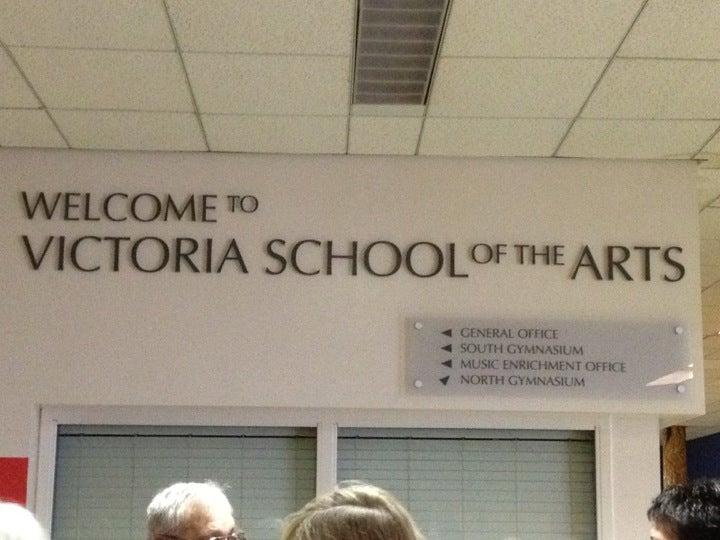 WELCOME TO
VICTORIA SCHOOL OF THE ARTS
GENERAL OFFICE
SOUTH GYMNASIUM
MUSIC ENRICHMENT OFFICE
NORTH GYMNASIUM